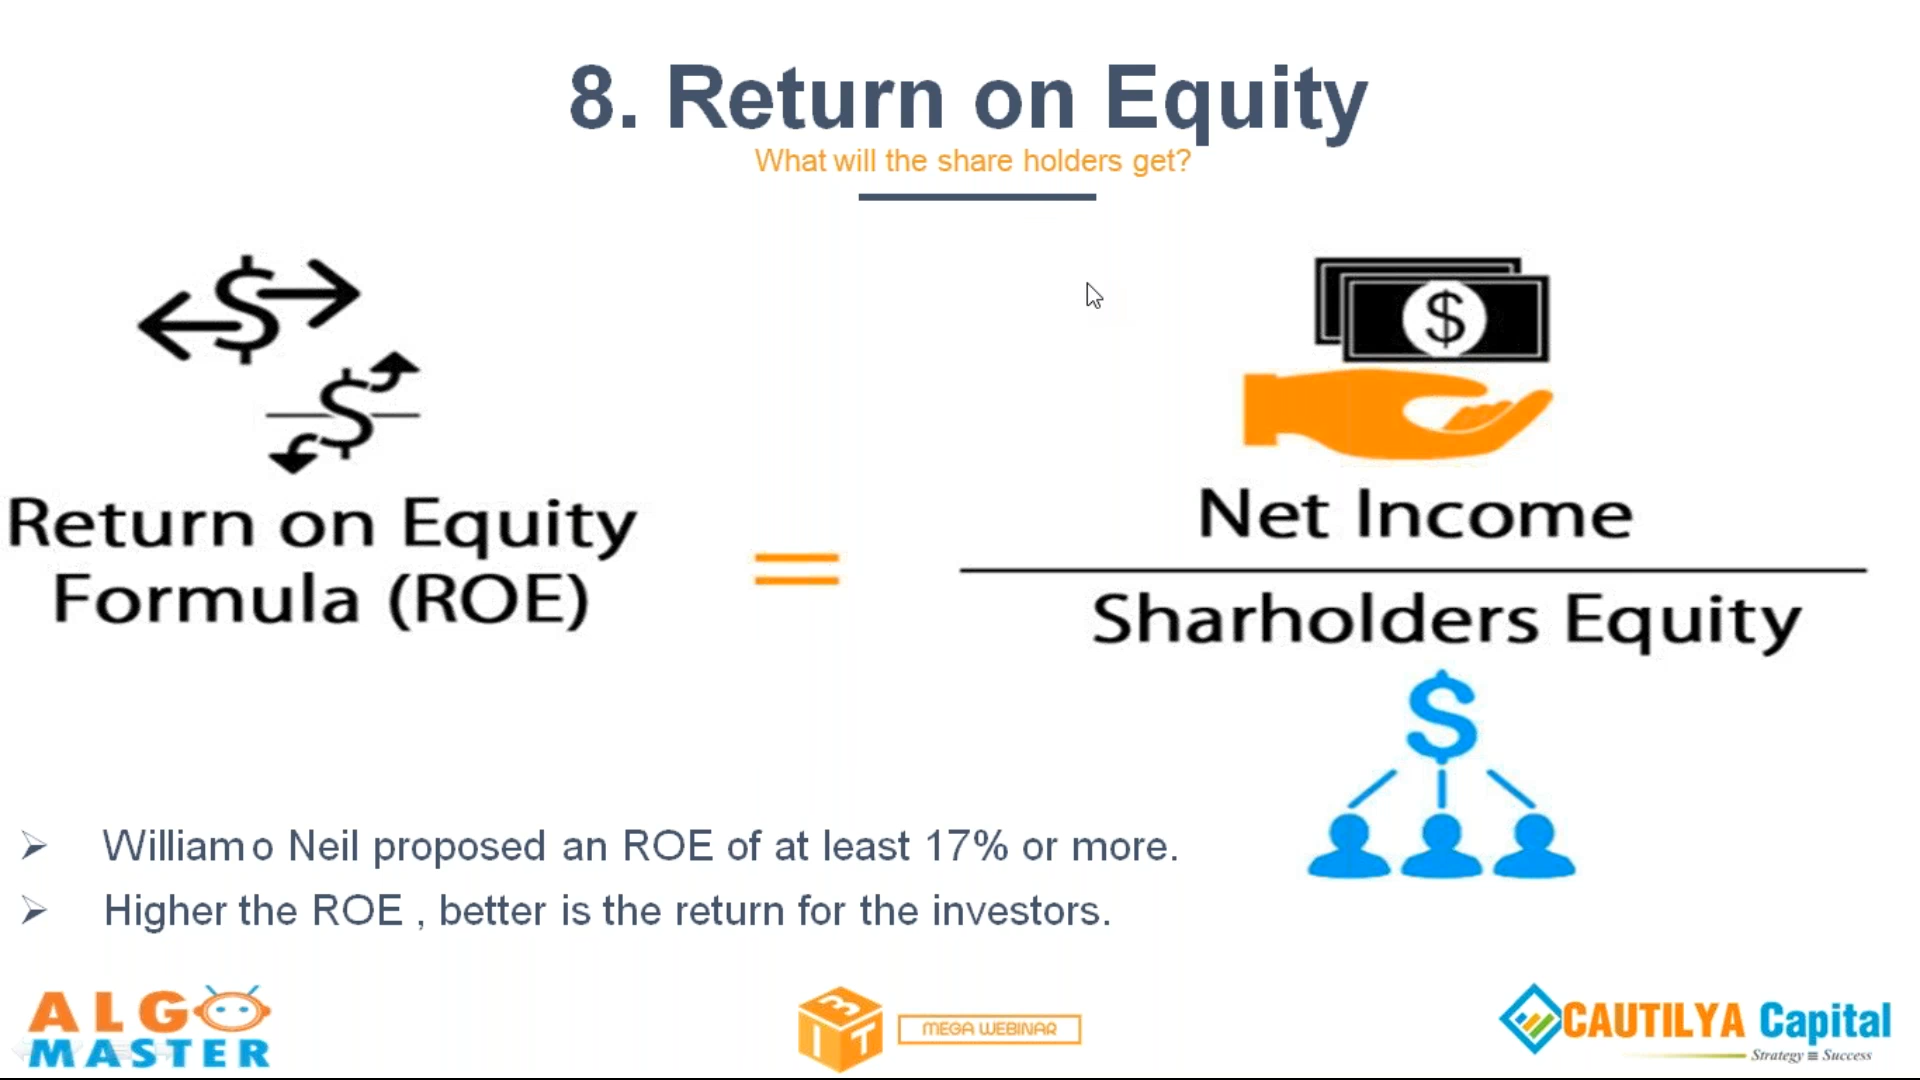 8. Return on Equity
What will the share holders get?
Return on Equity
Formula (ROE)
=
Net Income
Sharholders Equity
➢ William o Neil proposed an ROE of at least 17% or more.
➢ Higher the ROE , better is the return for the investors.
ALGO
MASTER
3 I T
MEGA WEBINAR
CAUTILYA Capital
Strategy ≡ Success